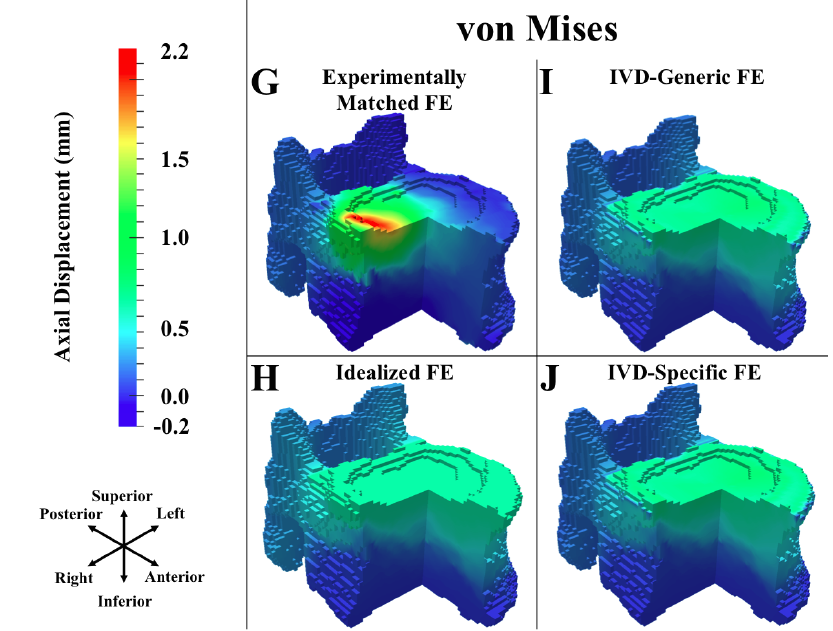 von Mises
Axial Displacement (mm)
2.2
1.5
1.0
0.5
0.0
-0.2
G
Experimentally
Matched FE
I
IVD-Generic FE
H
Idealized FE
J
IVD-Specific FE
Superior
Posterior
Left
Right
Anterior
Inferior